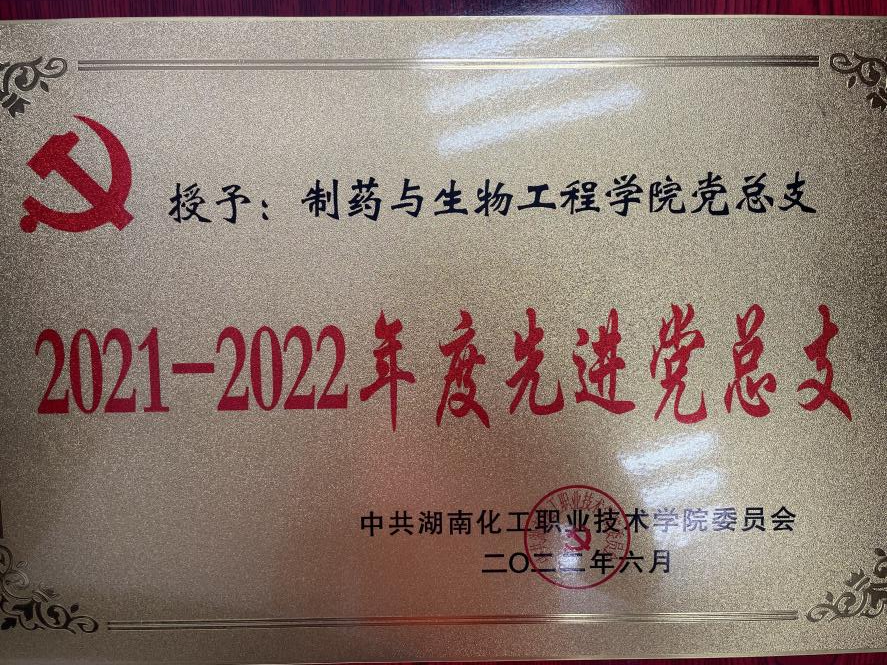 授予：制药与生物工程学院党总支
2021-2022年度先进党总支
中共湖南化工职业技术学院委员会
二〇二二年六月